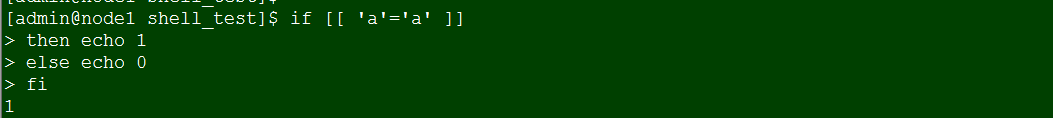 [admin@node1 shell_test]$ if [[ 'a'='a' ]]
> then echo 1
> else echo 0
> fi
1